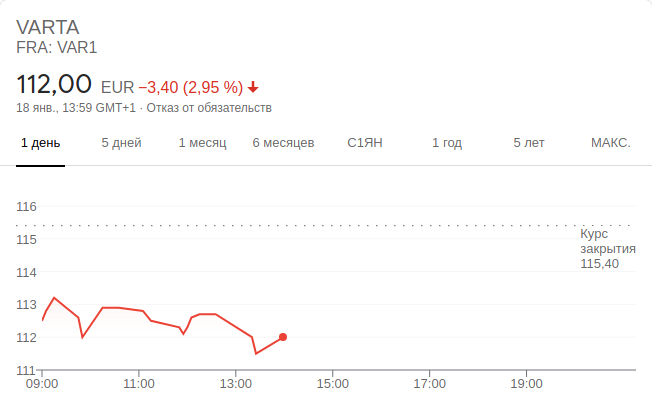 VARTA
FRA: VAR1
112,00 EUR −3,40 (2,95 %)
18 янв., 13:59 GMT+1 · Отказ от обязательств
1 день 5 дней 1 месяц 6 месяцев С1ЯН 1 год 5 лет МАКС.
116
115
114
113
112
111
Курс
закрытия
115,40
09:00 11:00 13:00 15:00 17:00 19:00